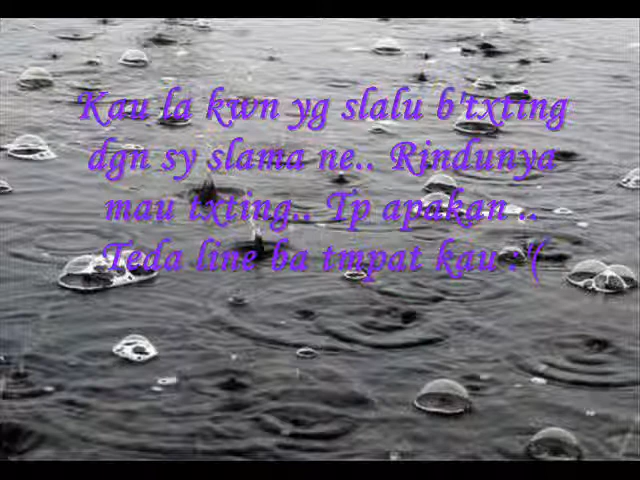 Kau la kwn yg slalu b'txting
dgn sy slama ne.. Rindunya
mau txting.. Tp apakan ..
Teda line ba tmpat kau :'(